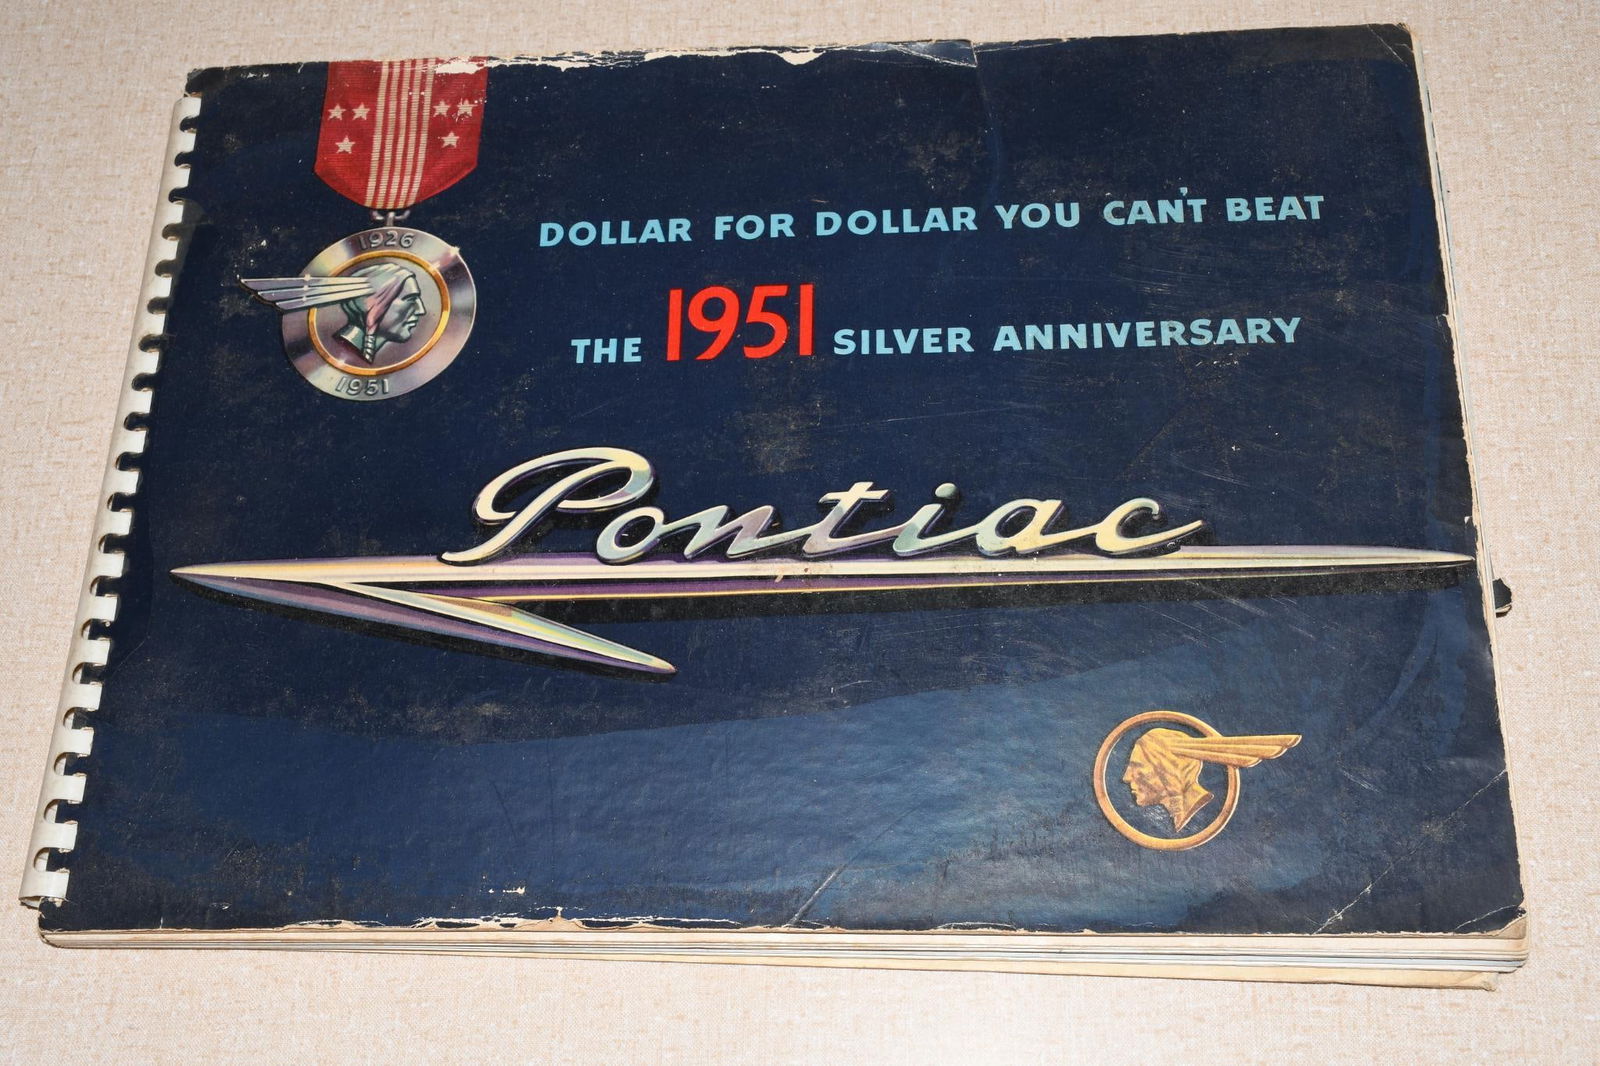 1926
1951
DOLLAR FOR DOLLAR YOU CAN'T BEAT
THE 1951 SILVER ANNIVERSARY
Pontiac